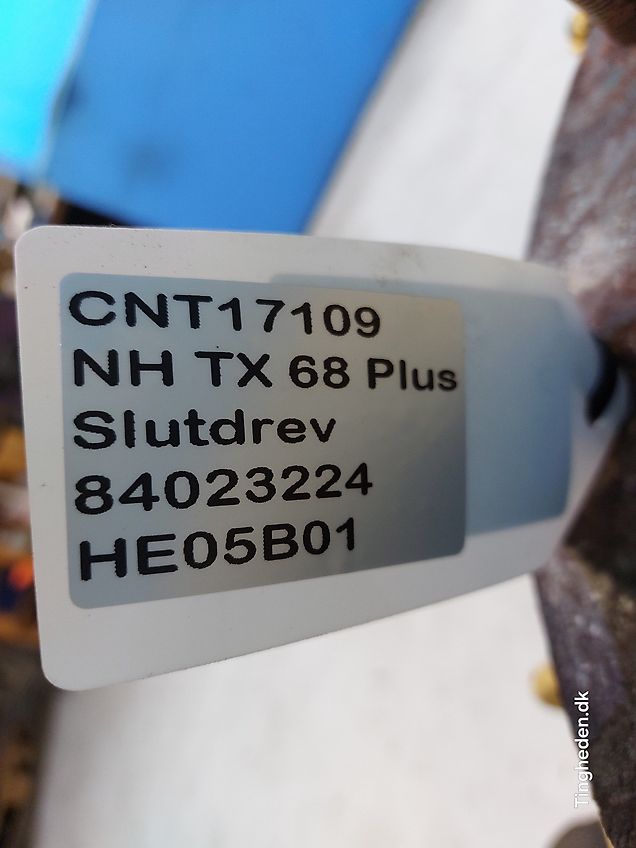 CNT17109
NH TX 68 Plus
Slutdrev
84023224
HE05B01
Tingheden.dk